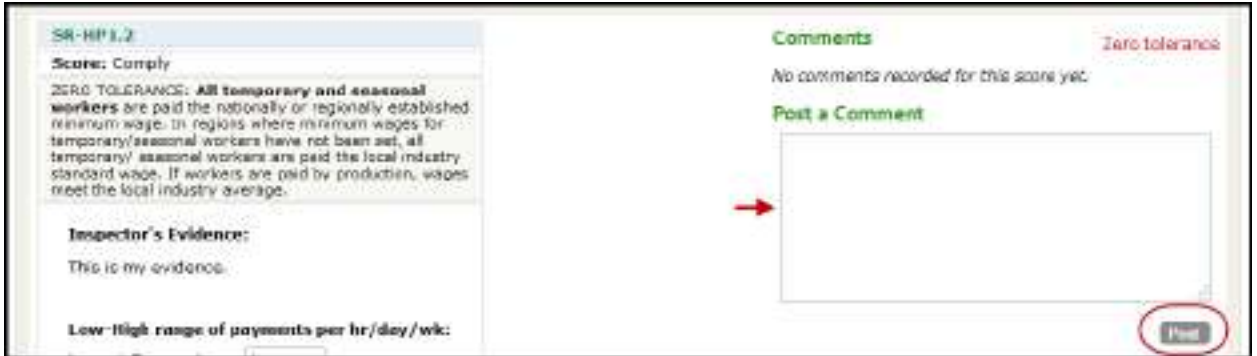 SR-HP1.2
Score: Comply
ZERO TOLERANCE: All temporary and seasonal
workers are paid the nationally or regionally established
minimum wage. In regions where minimum wages for
temporary/seasonal workers have not been set, all
temporary/ seasonal workers are paid the local industry
standard wage. If workers are paid by production, wages
meet the local industry average.
Inspector's Evidence:
This is my evidence.
Low-High range of payments per hr/day/wk:
Comments
Zero tolerance
No comments recorded for this score yet.
Post a Comment
Post